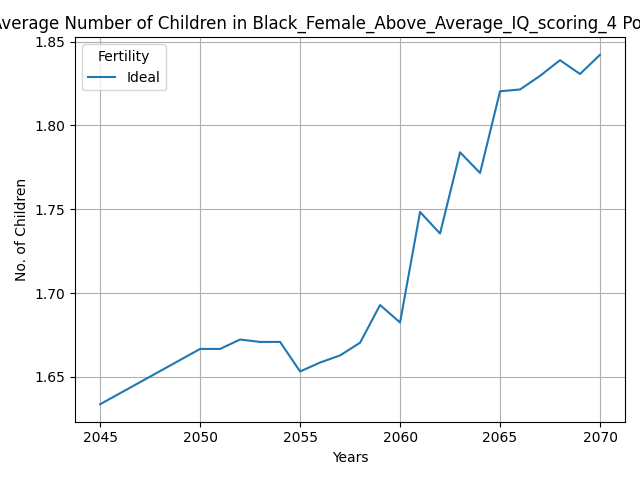 Average Number of Children in Black_Female_Above_Average_IQ_scoring_4 Po
Fertility
Ideal
No. of Children
1.85
1.80
1.75
1.70
1.65
2045 2050 2055 2060 2065 2070
Years